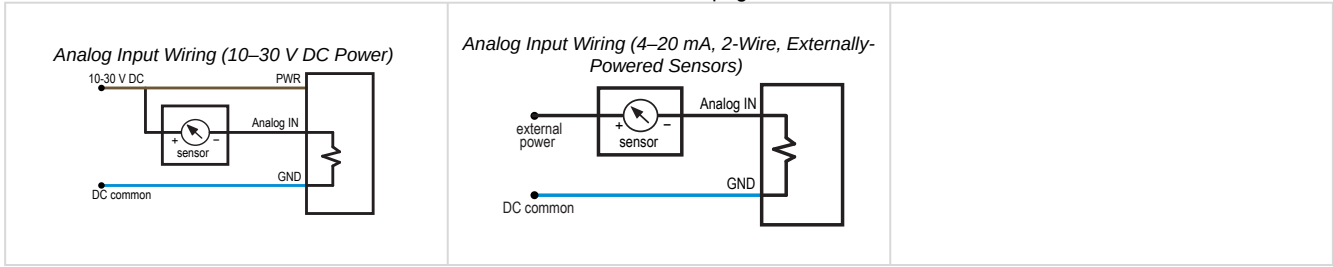 Analog Input Wiring (10–30 V DC Power)
10-30 V DC
PWR
Analog IN
+ −
sensor
GND
DC common
Analog Input Wiring (4–20 mA, 2-Wire, Externally-
Powered Sensors)
Analog IN
external
power
+ −
sensor
GND
DC common